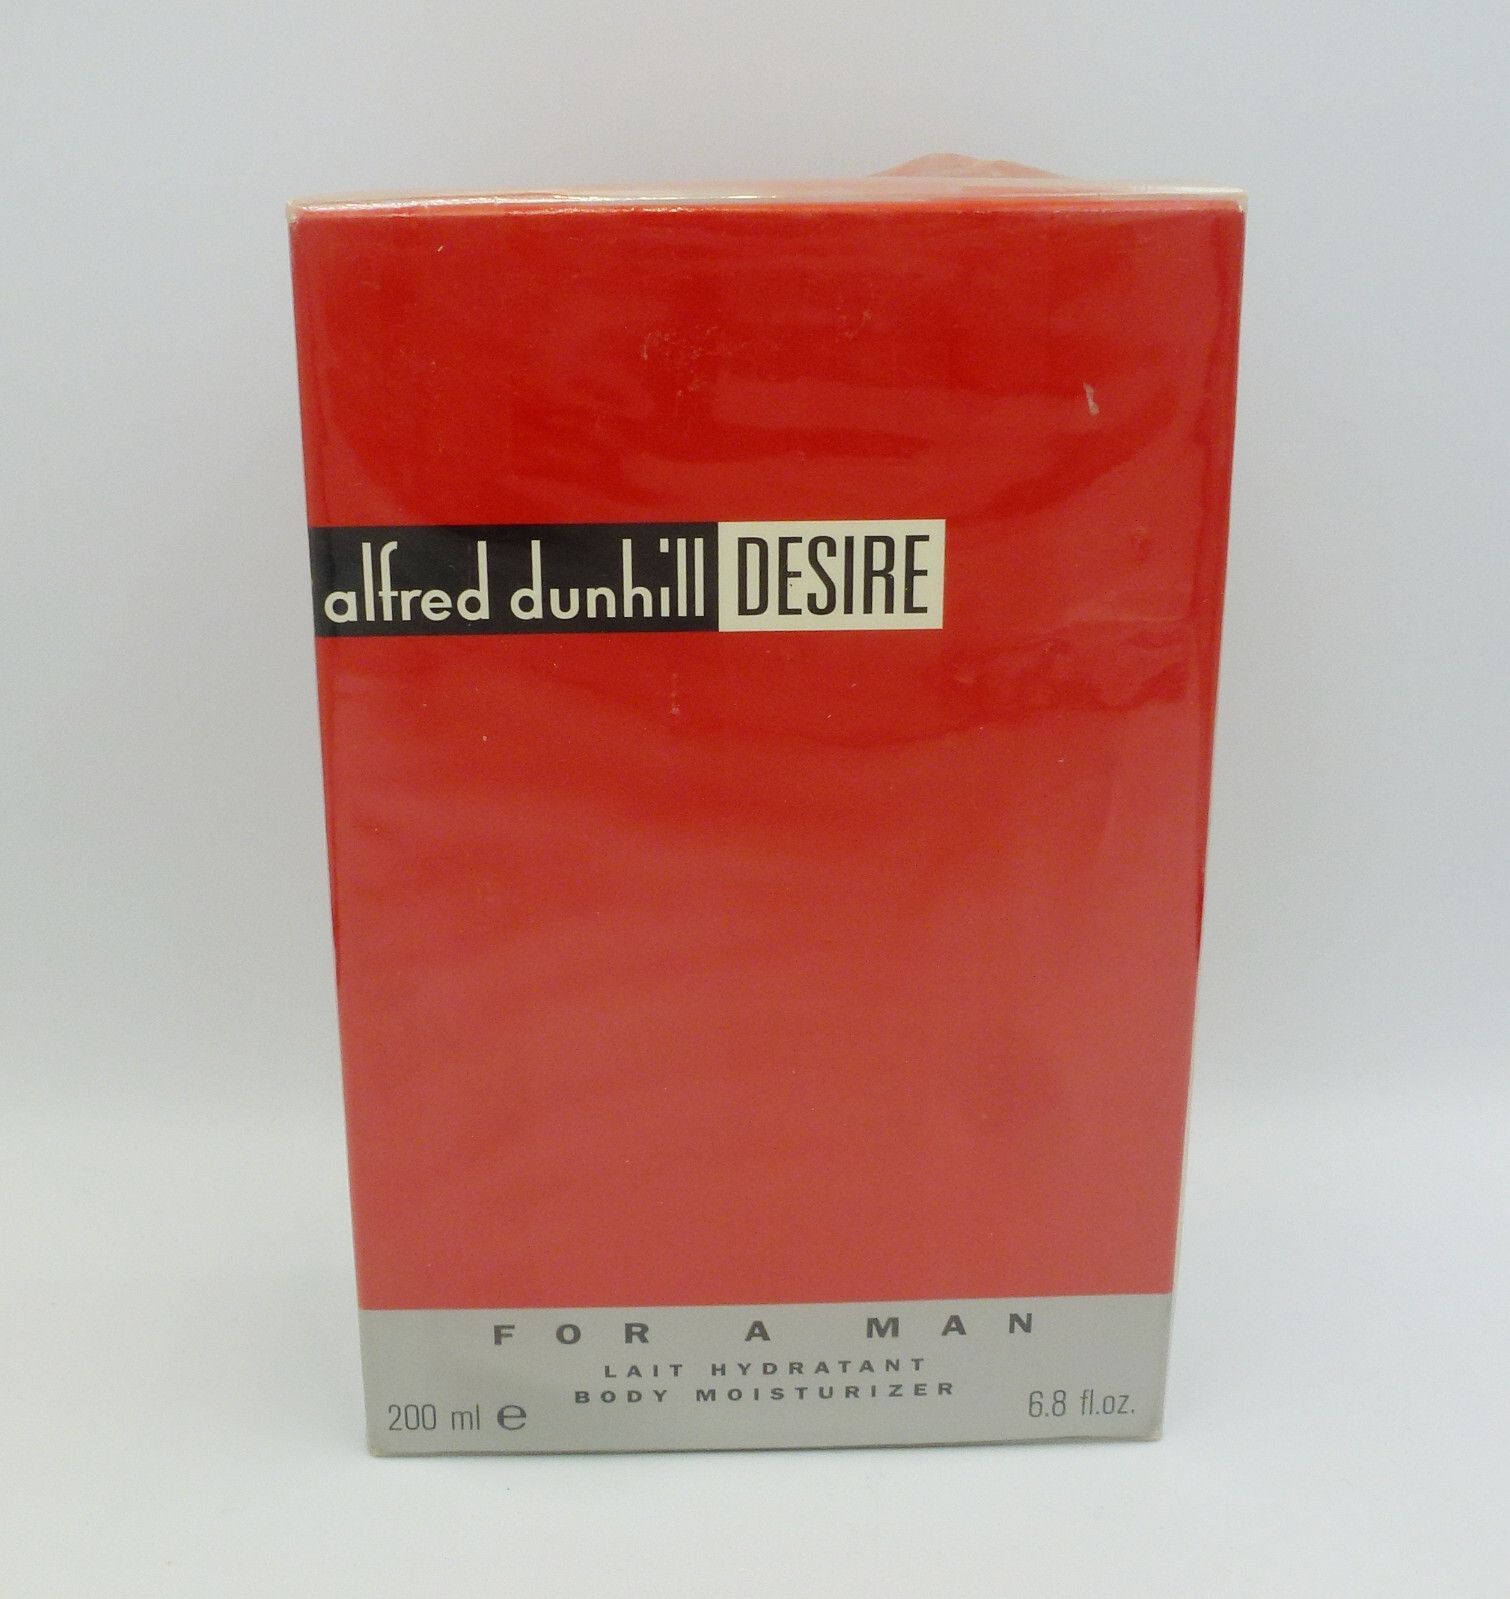 alfred dunhill DESIRE
FOR A MAN
LAIT HYDRATANT
BODY MOISTURIZER
200 ml e
6.8 fl.oz.